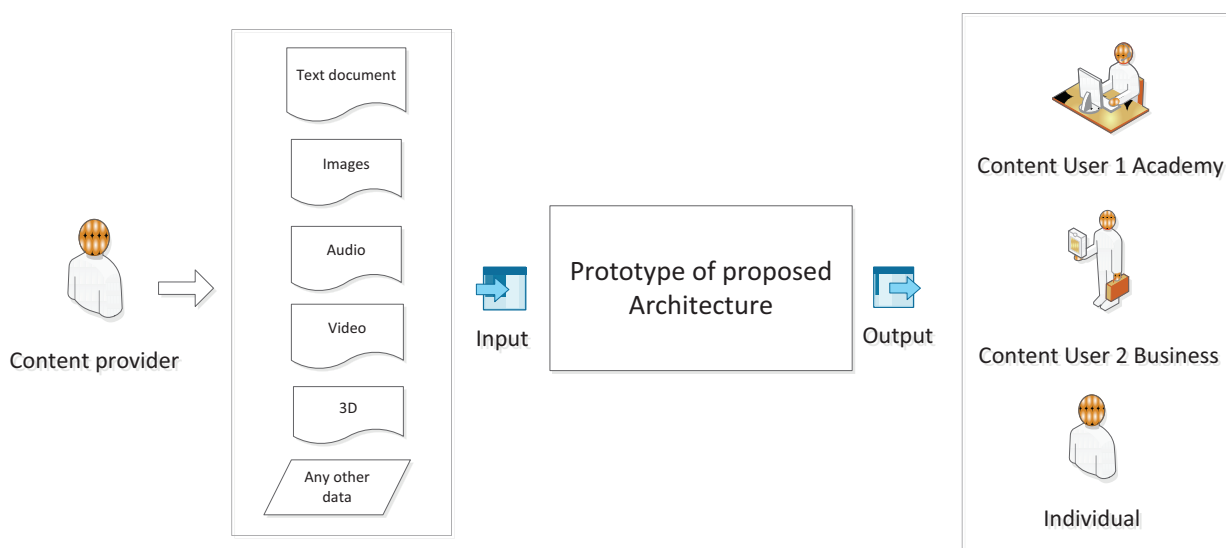 Content provider
Text document
Images
Audio
Video
3D
Any other
data
Input
Prototype of proposed
Architecture
Output
Content User 1 Academy
Content User 2 Business
Individual